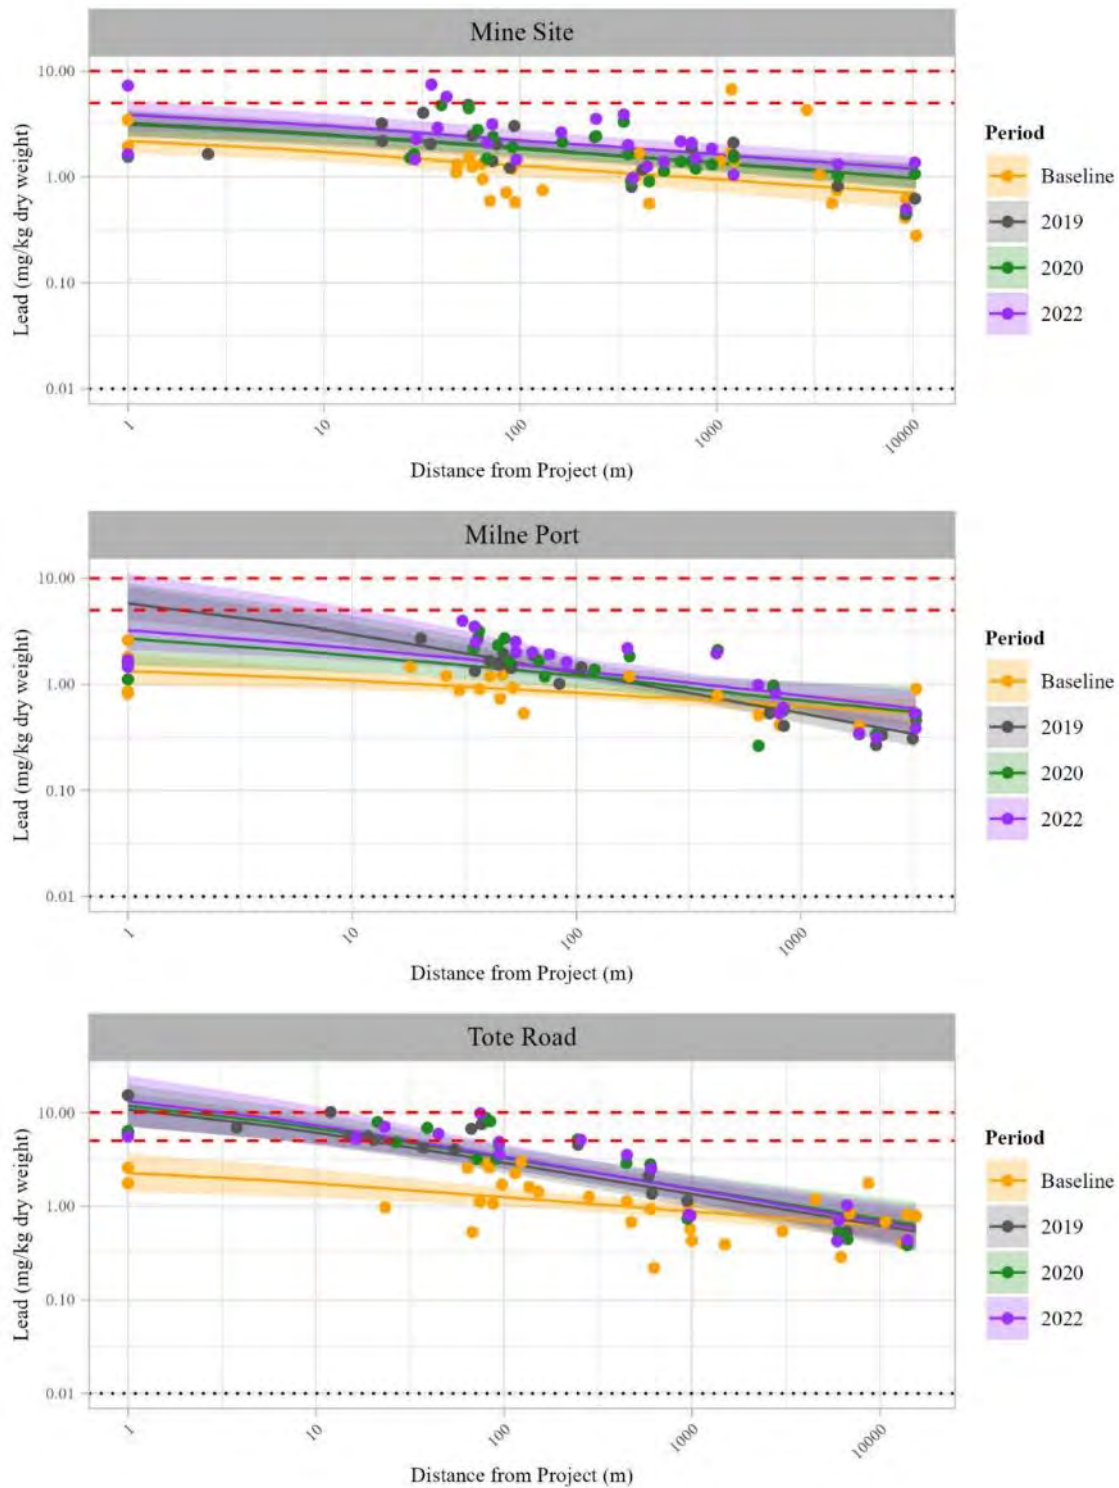 Mine Site
Lead (mg/kg dry weight)
10.00
1.00
0.10
0.01
1
10
100
1000
10000
Distance from Project (m)
Period
Baseline
2019
2020
2022
Milne Port
Lead (mg/kg dry weight)
10.00
1.00
0.10
0.01
1
10
100
1000
Distance from Project (m)
Period
Baseline
2019
2020
2022
Tote Road
Lead (mg/kg dry weight)
10.00
1.00
0.10
0.01
1
10
100
1000
10000
Distance from Project (m)
Period
Baseline
2019
2020
2022